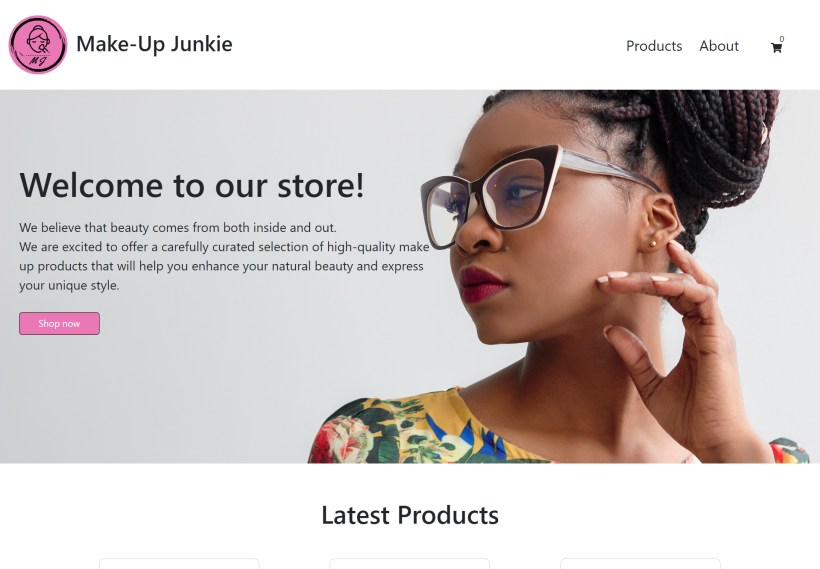 MJ
Make-Up Junkie
Products
About
0
Welcome to our store!
We believe that beauty comes from both inside and out.
We are excited to offer a carefully curated selection of high-quality make
up products that will help you enhance your natural beauty and express
your unique style.
Shop now
Latest Products